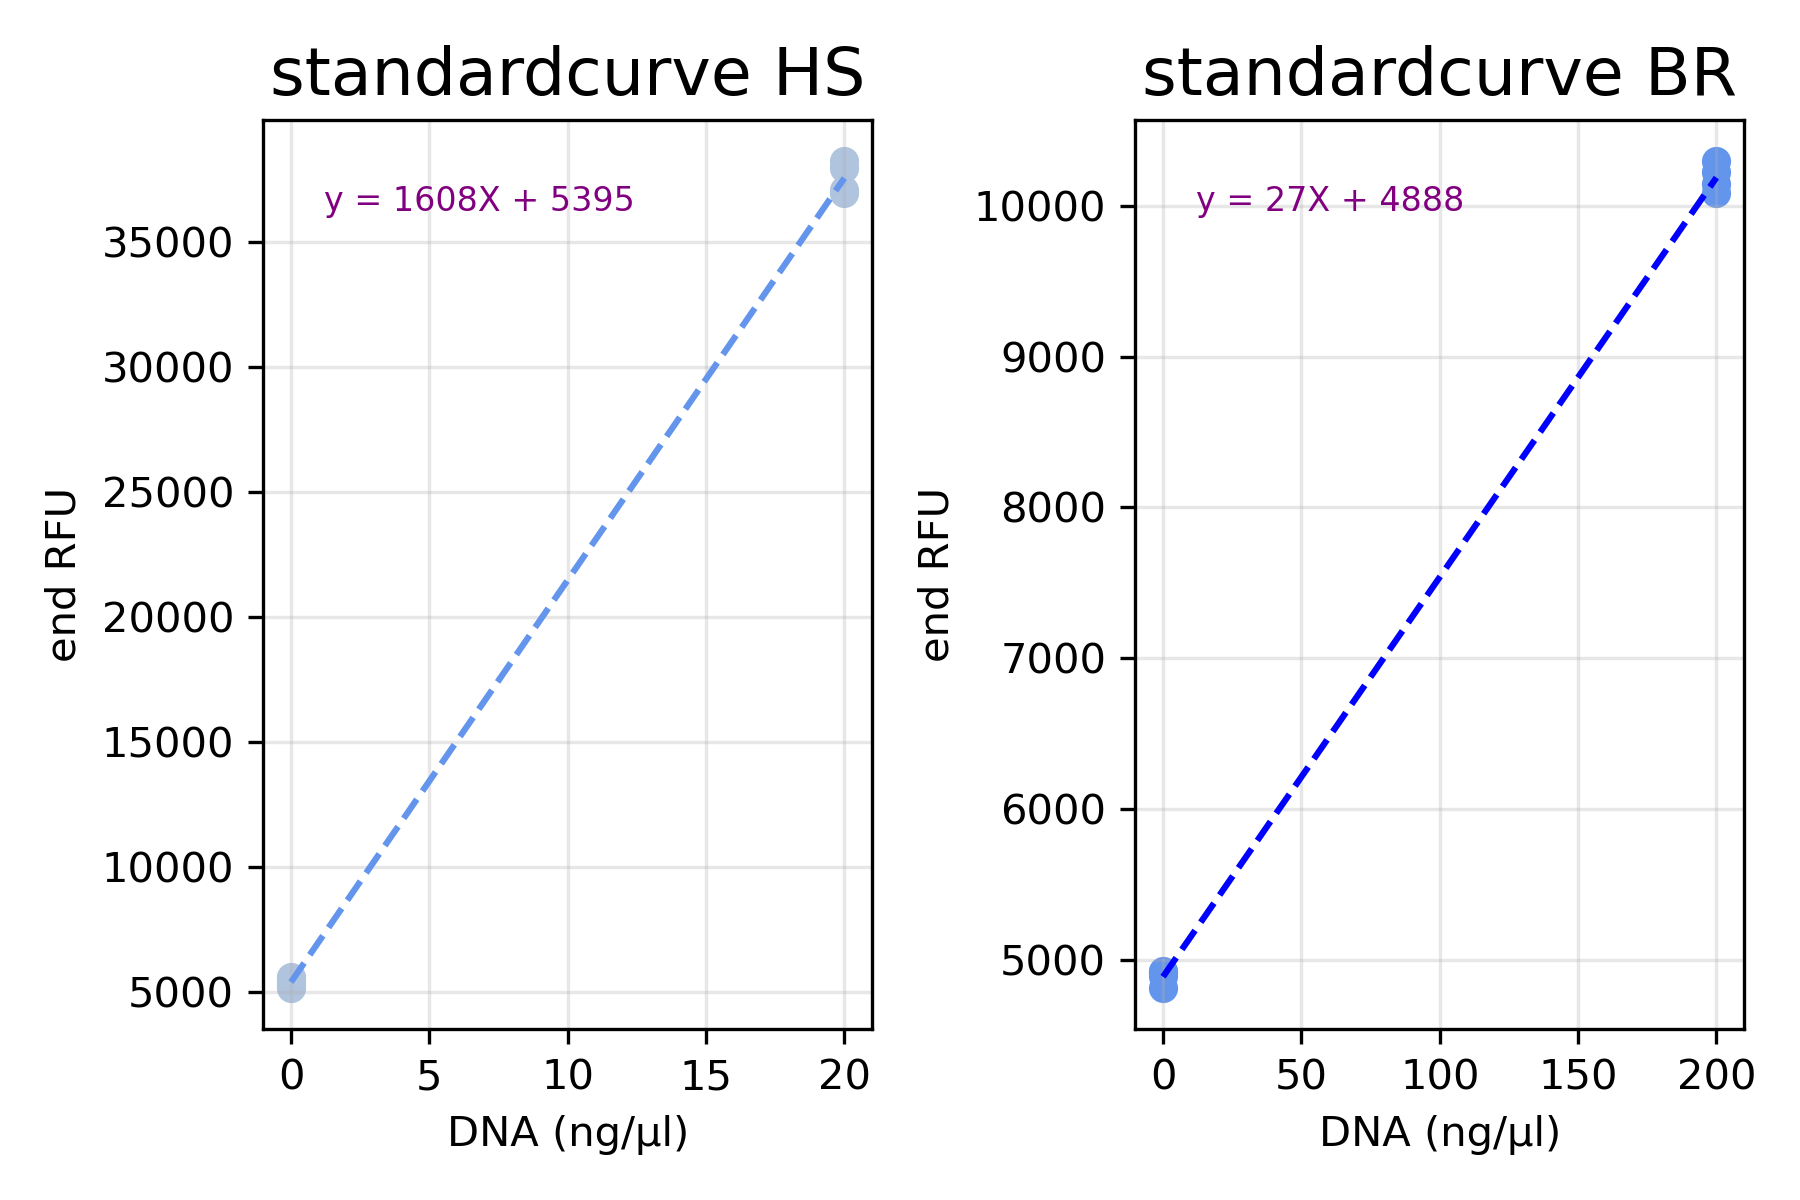 standardcurve HS
y = 1608X + 5395
35000
30000
25000
20000
15000
10000
5000
end RFU
0 5 10 15 20
DNA (ng/µl)
standardcurve BR
y = 27X + 4888
10000
9000
8000
7000
6000
5000
end RFU
0 50 100 150 200
DNA (ng/µl)